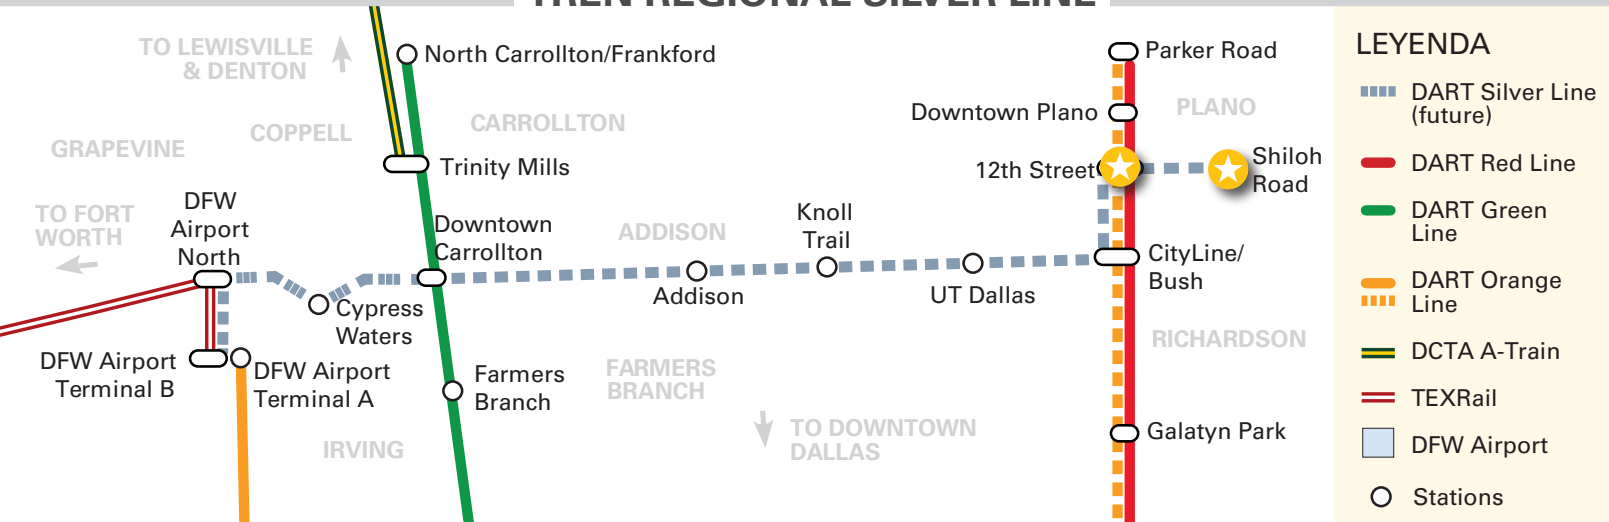 TREN REGIONAL SILVER LINE
TO LEWISVILLE
& DENTON
North Carrollton/Frankford
Parker Road
COPPELL
CARROLLTON
Downtown Plano
PLANO
GRAPEVINE
Trinity Mills
12th Street
Shiloh
Road
DFW
Airport
North
TO FORT
WORTH
Downtown
Carrollton
ADDISON
Knoll
Trail
CityLine/
Bush
Cypress
Waters
Addison
UT Dallas
RICHARDSON
DFW Airport
Terminal B
DFW Airport
Terminal A
Farmers
Branch
FARMERS
BRANCH
IRVING
TO DOWNTOWN
DALLAS
Galatyn Park
LEYENDA
DART Silver Line
(future)
DART Red Line
DART Green
Line
DART Orange
Line
DCTA A-Train
TEXRail
DFW Airport
Stations